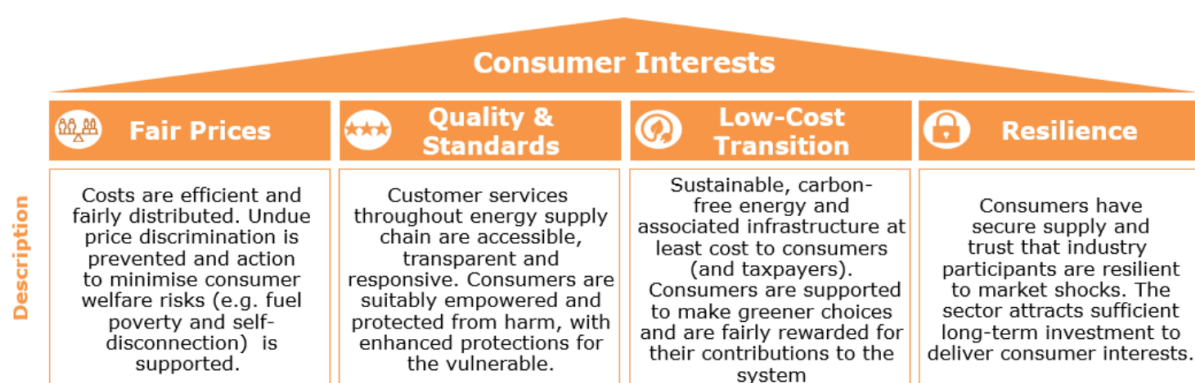 Consumer Interests
Fair Prices
Quality &
Standards
Low-Cost
Transition
Resilience
Description
Costs are efficient and
fairly distributed. Undue
price discrimination is
prevented and action
to minimise consumer
welfare risks (e.g. fuel
poverty and self-
disconnection) is
supported.
Customer services
throughout energy supply
chain are accessible,
transparent and
responsive. Consumers are
suitably empowered and
protected from harm, with
enhanced protections for
the vulnerable.
Sustainable, carbon-
free energy and
associated infrastructure at
least cost to consumers
(and taxpayers).
Consumers are supported
to make greener choices
and are fairly rewarded for
their contributions to the
system
Consumers have
secure supply and
trust that industry
participants are resilient
to market shocks. The
sector attracts sufficient
long-term investment to
deliver consumer interests.